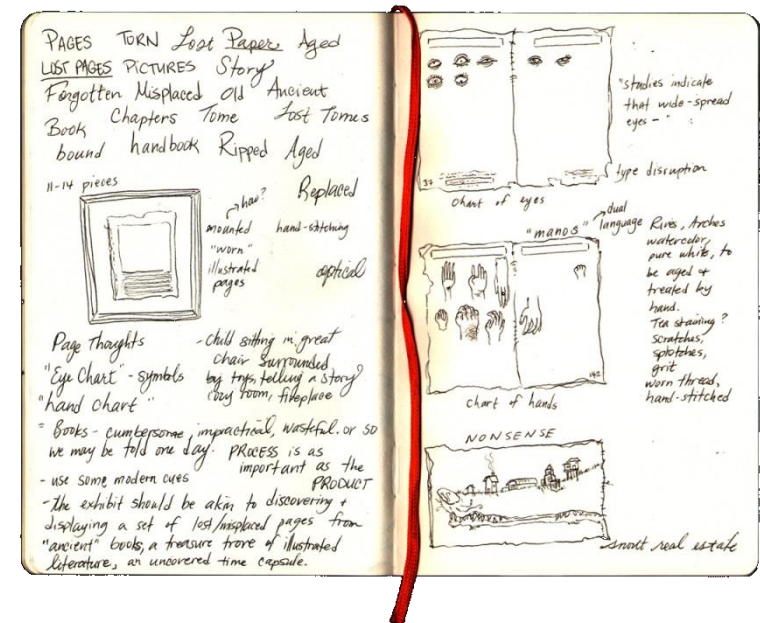 PAGES TORN Lost Paper Aged
LOST PAGES PICTURES Story
Forgotten Misplaced Old Ancient
Book Chapters Tome Lost Tomes
bound handbook Ripped Aged
11-14 pieces
Replaced
how?
mounted hand-stitching
"worn"
illustrated
pages
optical
Page Thoughts
"Eye Chart" - symbols
"hand chart"
- Child sitting in great
chair surrounded
by toys, telling a story
cozy room, fireplace
" Books - cumbersome, impractical, wasteful. or so
we may be told one day.
PROCESS is as
important as the
PRODUCT
- use some modern cues
- the exhibit should be akin to discovering +
displaying a set of lost/misplaced pages from
"ancient" books, a treasure trove of illustrated
literature, an uncovered time capsule.
37
"studies indicate
that wide-spread
eyes - "
type disruption
Chart of eyes
"manos"
dual
language
142
Chart of hands
Rives, Arches
watercolor,
pure white, to
be aged +
treated by
hand.
Tea staining?
scratches,
splotches,
grit
worn thread,
hand-stitched
NONSENSE
snout real estate